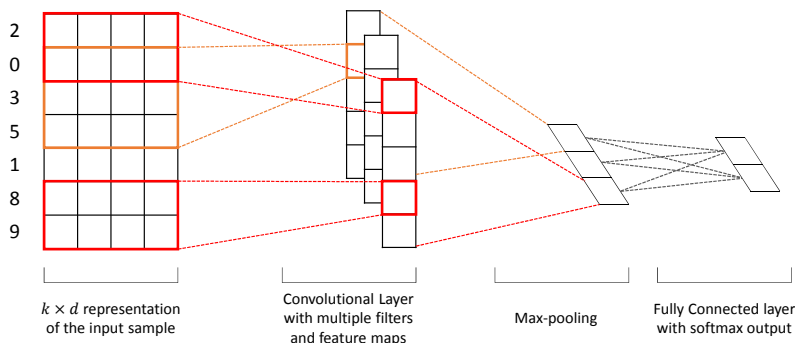 2
0
3
5
1
8
9
k × d representation
of the input sample
Convolutional Layer
with multiple filters
and feature maps
Max-pooling
Fully Connected layer
with softmax output